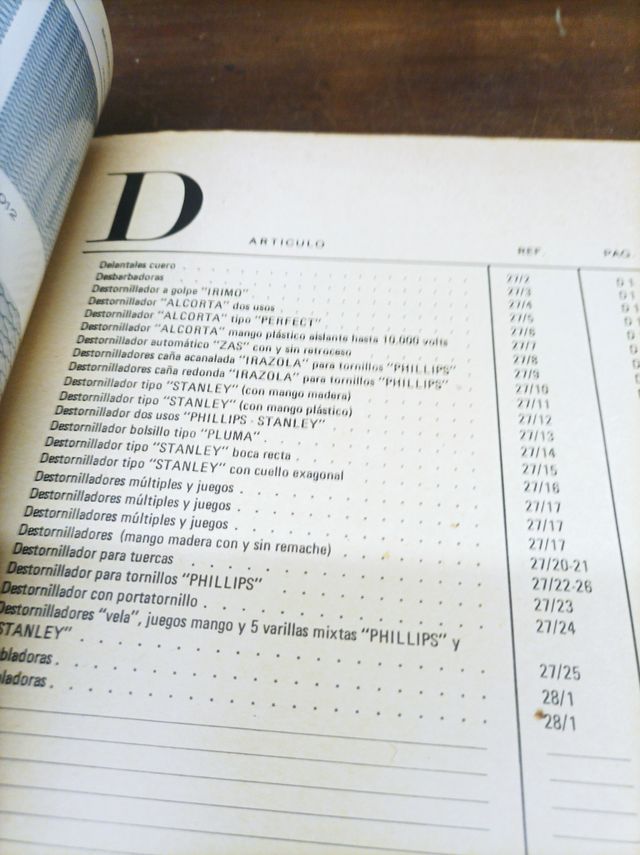 012
D
ARTICULO REF. PAG.
Delantales cuero 27/2
Desbarbadoras 27/3
Destornillador a golpe "IRIMO" 27/4
Destornillador "ALCORTA" dos usos 27/5
Destornillador "ALCORTA" tipo "PERFECT" 27/6
Destornillador "ALCORTA" mango plástico aislante hasta 10.000 volts 27/7
Destornillador automático "ZAS" con y sin retroceso 27/8
Destornilladores caña acanalada "IRAZOLA" para tornillos "PHILLIPS" 27/9
Destornilladores caña redonda "IRAZOLA" para tornillos "PHILLIPS" 27/10
Destornillador tipo "STANLEY" (con mango madera) 27/11
Destornillador tipo "STANLEY" (con mango plástico) 27/12
Destornillador dos usos "PHILLIPS - STANLEY" 27/13
Destornillador bolsillo tipo "PLUMA" 27/14
Destornillador tipo "STANLEY" boca recta 27/15
Destornillador tipo "STANLEY" con cuello exagonal 27/16
Destornilladores múltiples y juegos 27/17
Destornilladores múltiples y juegos 27/17
Destornilladores múltiples y juegos 27/17
Destornilladores (mango madera con y sin remache) 27/20-21
Destornillador para tuercas 27/22-26
Destornillador para tornillos "PHILLIPS" 27/23
Destornillador con portatornillo 27/24
Destornilladores "vela", juegos mango y 5 varillas mixtas "PHILLIPS" y
STANLEY" 27/25
bladoras 28/1
ladoras 28/1